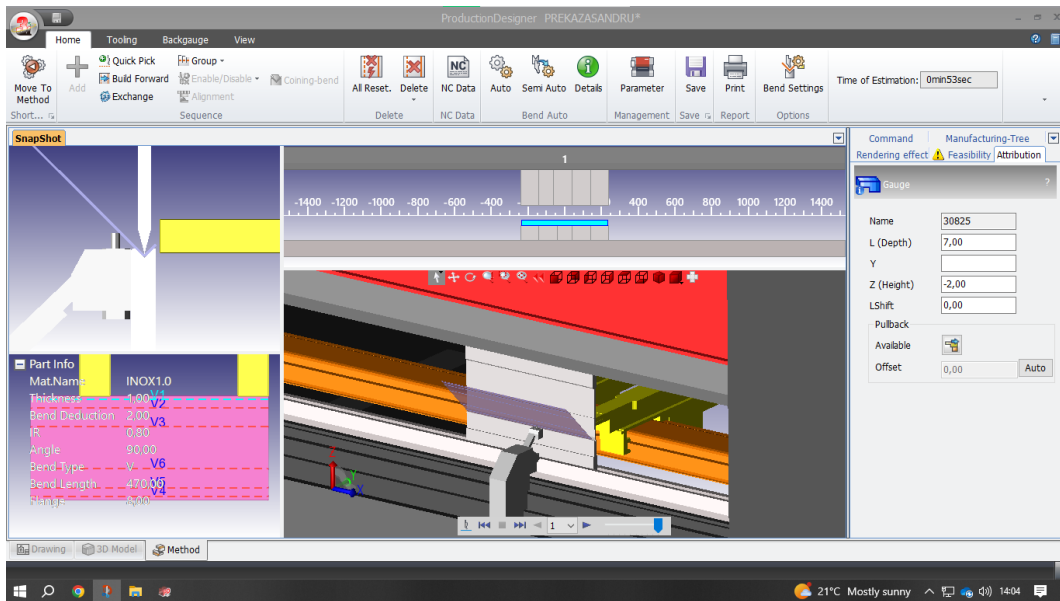 ProductionDesigner PREKAZASANDRU*
Home Tooling Backgauge View
Move To Method
Add
Quick Pick
Build Forward
Exchange
Group
Enable/Disable
Alignment
Coining-bend
All Reset.
Delete
NC
NC Data
Auto
Semi Auto
Details
Parameter
Save
Print
Bend Settings
Time of Estimation: 0min53sec
Short... Sequence Delete NC Data Bend Auto Management Save Report Options
SnapShot
1
-1400 -1200 -1000 -800 -600 -400 400 600 800 1000 1200 1400
Part Info
Mat.Name INOX1.0
Thickness 1,00
Bend Deduction 2,00
IR 0,80
Angle 90,00
Bend Type V
Bend Length 470,00
V1
V2
V3
V6
V4
Z
Y
X
1
Command Manufacturing-Tree
Rendering effect Feasibility Attribution
Gauge ?
Name 30825
L (Depth) 7,00
Y
Z (Height) -2,00
LShift 0,00
Pullback
Available
Offset 0,00 Auto
Drawing 3D Model Method
21°C Mostly sunny 14:04